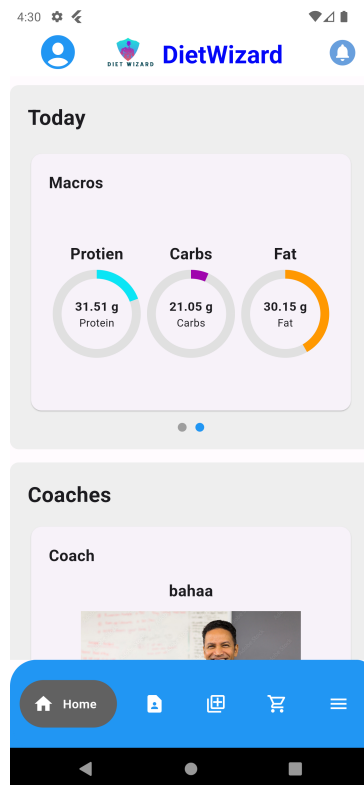 4:30
DIET WIZARD
DietWizard
Today
Macros
Protien Carbs Fat
31.51 g 21.05 g 30.15 g
Protein Carbs Fat
Coaches
Coach
bahaa
Home